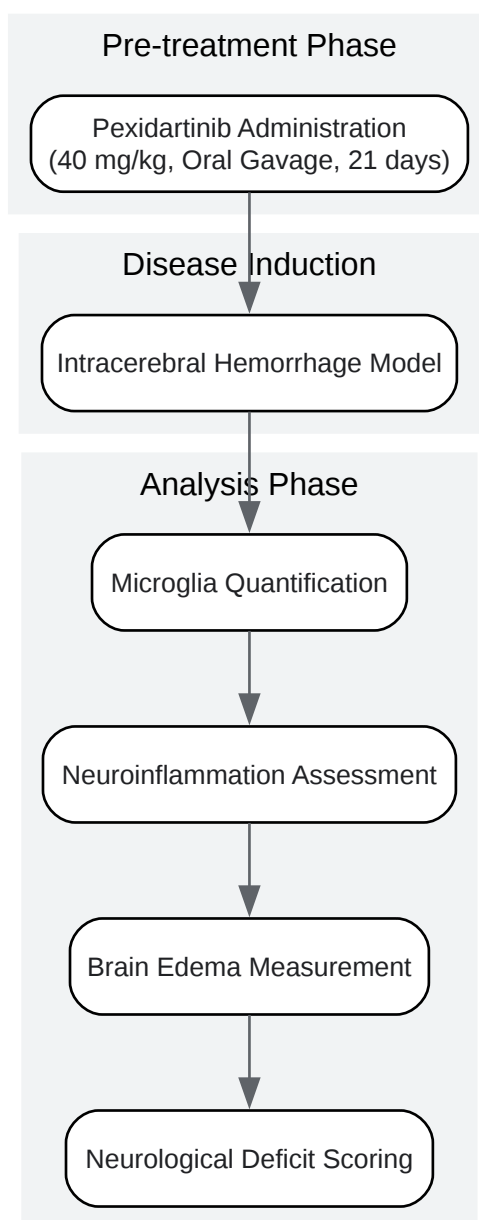 Pre-treatment Phase
Pexidartinib Administration
(40 mg/kg, Oral Gavage, 21 days)
Disease Induction
Intracerebral Hemorrhage Model
Analysis Phase
Microglia Quantification
Neuroinflammation Assessment
Brain Edema Measurement
Neurological Deficit Scoring